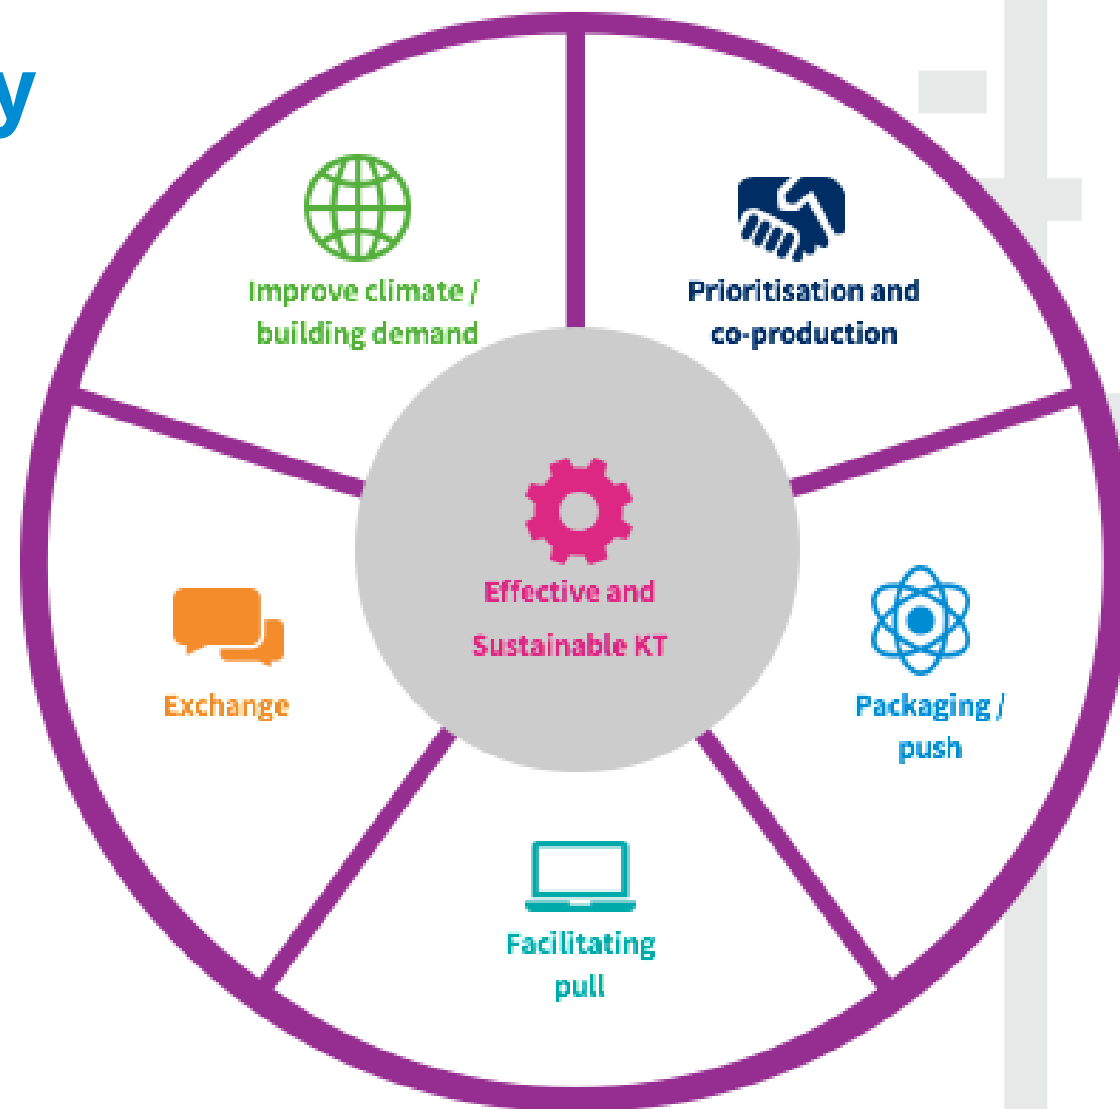 y
Improve climate /
building demand
Prioritisation and
co-production
Effective and
Sustainable KT
Exchange
Packaging /
push
Facilitating
pull